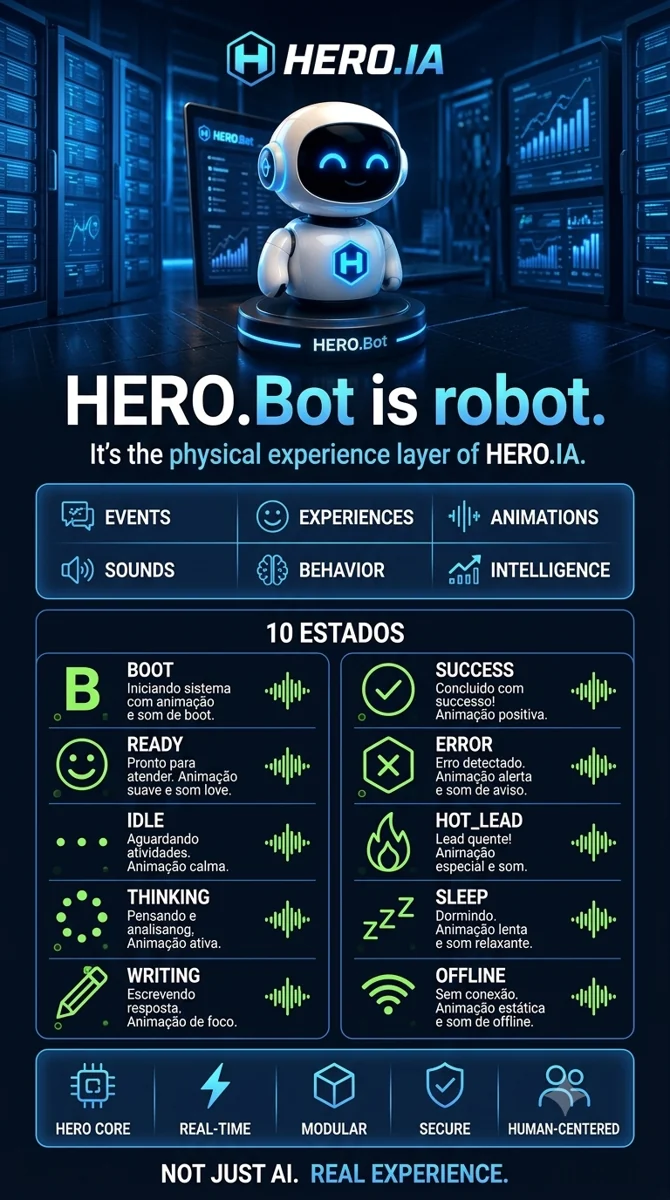 HERO.IA
HERO.Bot
HERO.Bot
HERO.Bot is robot.
It's the physical experience layer of HERO.IA.
EVENTS
EXPERIENCES
ANIMATIONS
SOUNDS
BEHAVIOR
INTELLIGENCE
10 ESTADOS
B
BOOT
Iniciando sistema
com animação
e som de boot.
READY
Pronto para
atender. Animação
suave e som love.
IDLE
Aguardando
atividades.
Animação calma.
THINKING
Pensando e
analisanog,
Animação ativa.
WRITING
Escrevendo
resposta.
Animação de foco.
SUCCESS
Concluido com
successo!
Animação positiva.
ERROR
Erro detectado.
Animação alerta
e som de aviso.
HOT_LEAD
Lead quente!
Anirnação
especial e som.
zzZ
SLEEP
Dormindo.
Animação lenta
e som relaxante.
OFFLINE
Sem conexão.
Animação estática
e som de offline.
HERO CORE
REAL-TIME
MODULAR
SECURE
HUMAN-CENTERED
NOT JUST AI. REAL EXPERIENCE.